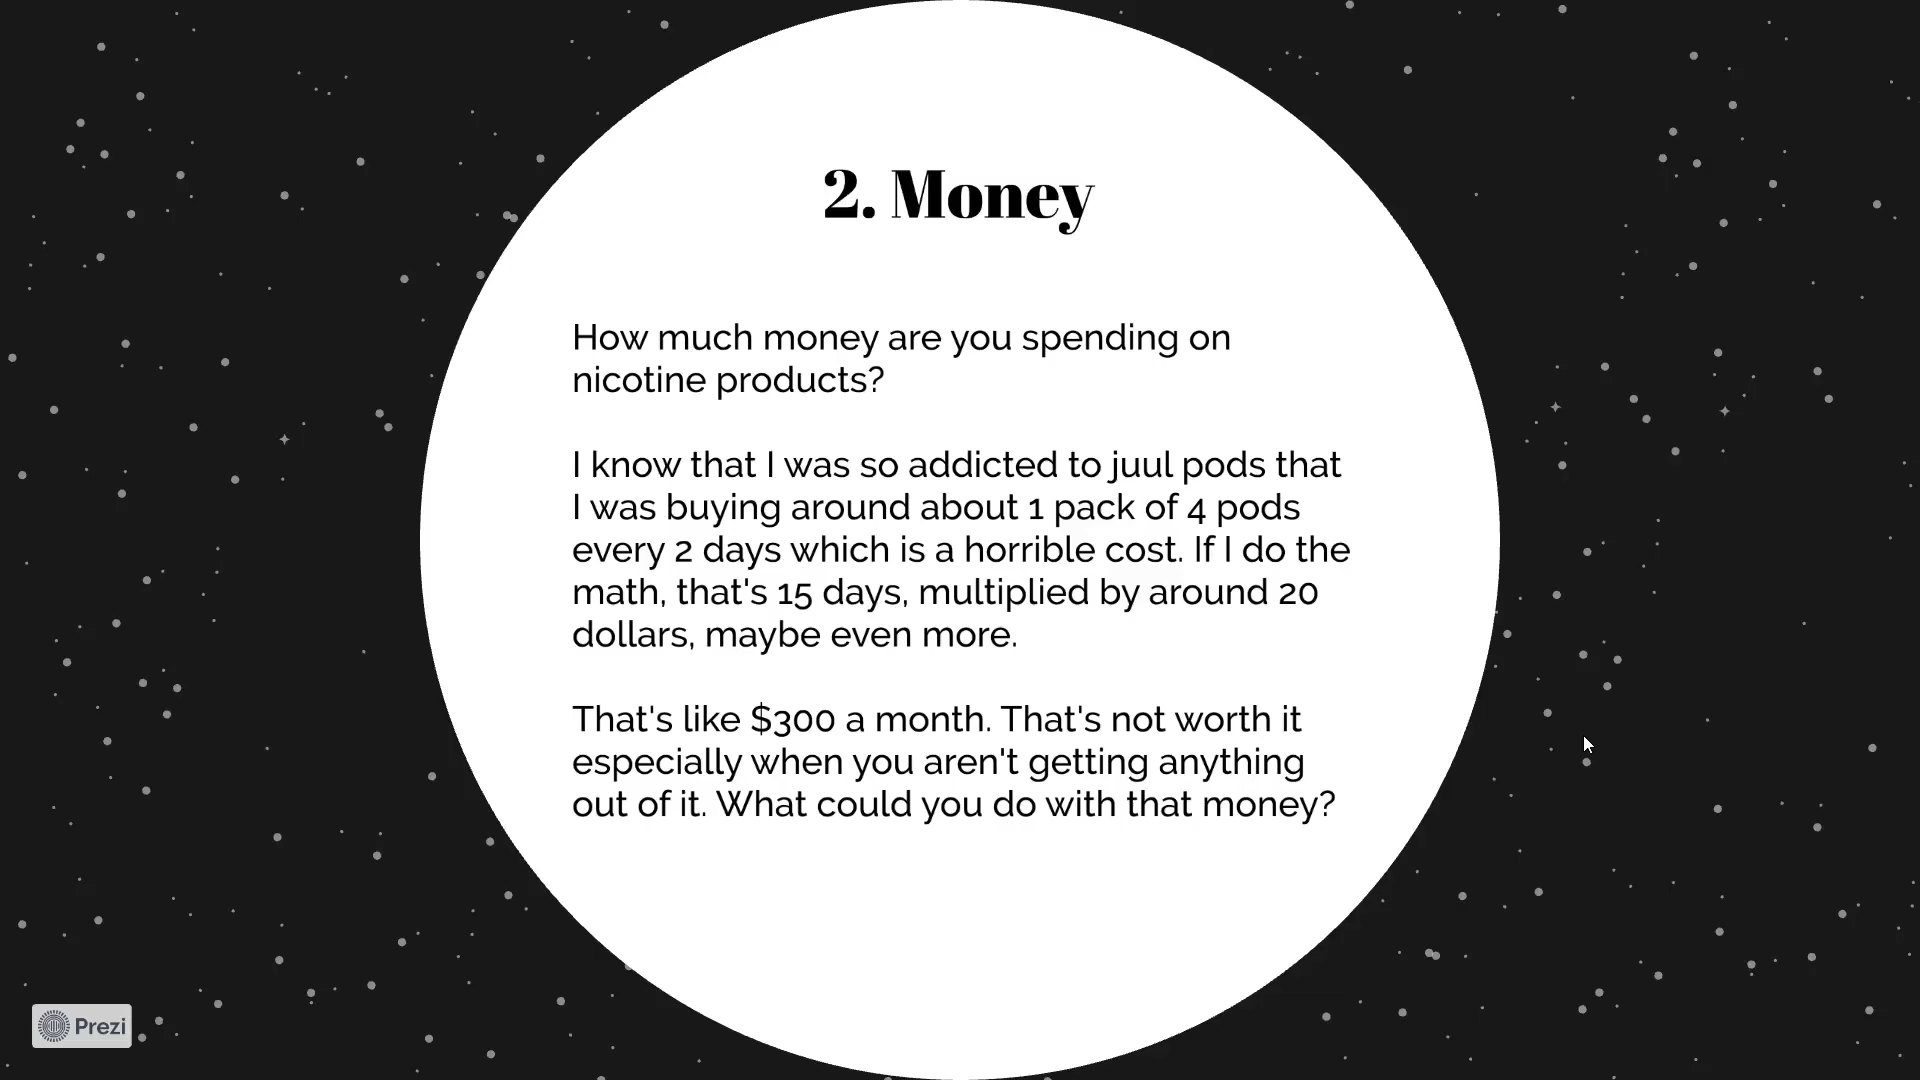 2. Money
How much money are you spending on
nicotine products?
I know that I was so addicted to juul pods that
I was buying around about 1 pack of 4 pods
every 2 days which is a horrible cost. If I do the
math, that's 15 days, multiplied by around 20
dollars, maybe even more.
That's like $300 a month. That's not worth it
especially when you aren't getting anything
out of it. What could you do with that money?
Prezi